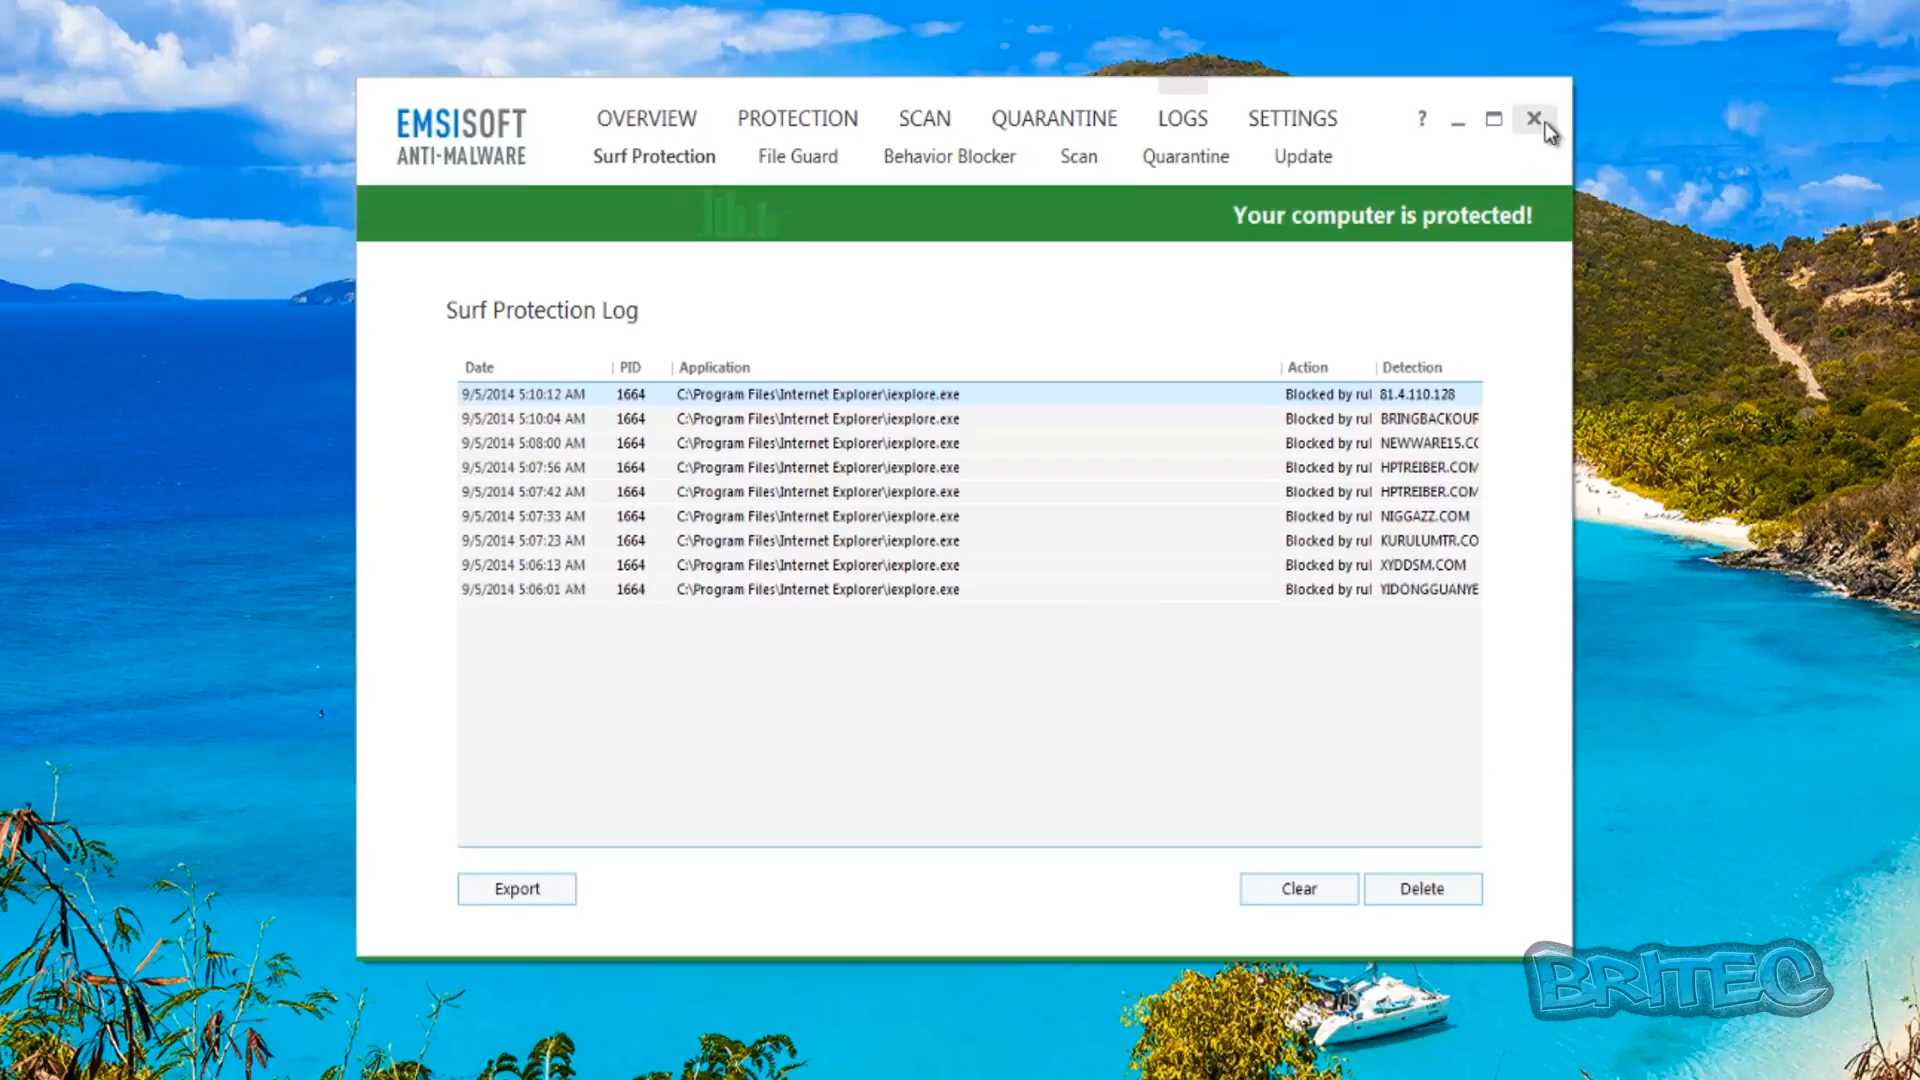 EMSISOFT
ANTI-MALWARE
OVERVIEW PROTECTION SCAN QUARANTINE LOGS SETTINGS ?
Surf Protection File Guard Behavior Blocker Scan Quarantine Update
Your computer is protected!
Surf Protection Log
Date PID Application Action Detection
9/5/2014 5:10:12 AM 1664 C:\Program Files\Internet Explorer\iexplore.exe Blocked by rul 81.4.110.128
9/5/2014 5:10:04 AM 1664 C:\Program Files\Internet Explorer\iexplore.exe Blocked by rul BRINGBACKOUR
9/5/2014 5:08:00 AM 1664 C:\Program Files\Internet Explorer\iexplore.exe Blocked by rul NEWWARE15.CO
9/5/2014 5:07:56 AM 1664 C:\Program Files\Internet Explorer\iexplore.exe Blocked by rul HPTREIBER.COM
9/5/2014 5:07:42 AM 1664 C:\Program Files\Internet Explorer\iexplore.exe Blocked by rul HPTREIBER.COM
9/5/2014 5:07:33 AM 1664 C:\Program Files\Internet Explorer\iexplore.exe Blocked by rul NIGGAZZ.COM
9/5/2014 5:07:23 AM 1664 C:\Program Files\Internet Explorer\iexplore.exe Blocked by rul KURULUMTR.CO
9/5/2014 5:06:13 AM 1664 C:\Program Files\Internet Explorer\iexplore.exe Blocked by rul XYDDSM.COM
9/5/2014 5:06:01 AM 1664 C:\Program Files\Internet Explorer\iexplore.exe Blocked by rul YIDONGGUANYE
Export Clear Delete
BRITEC